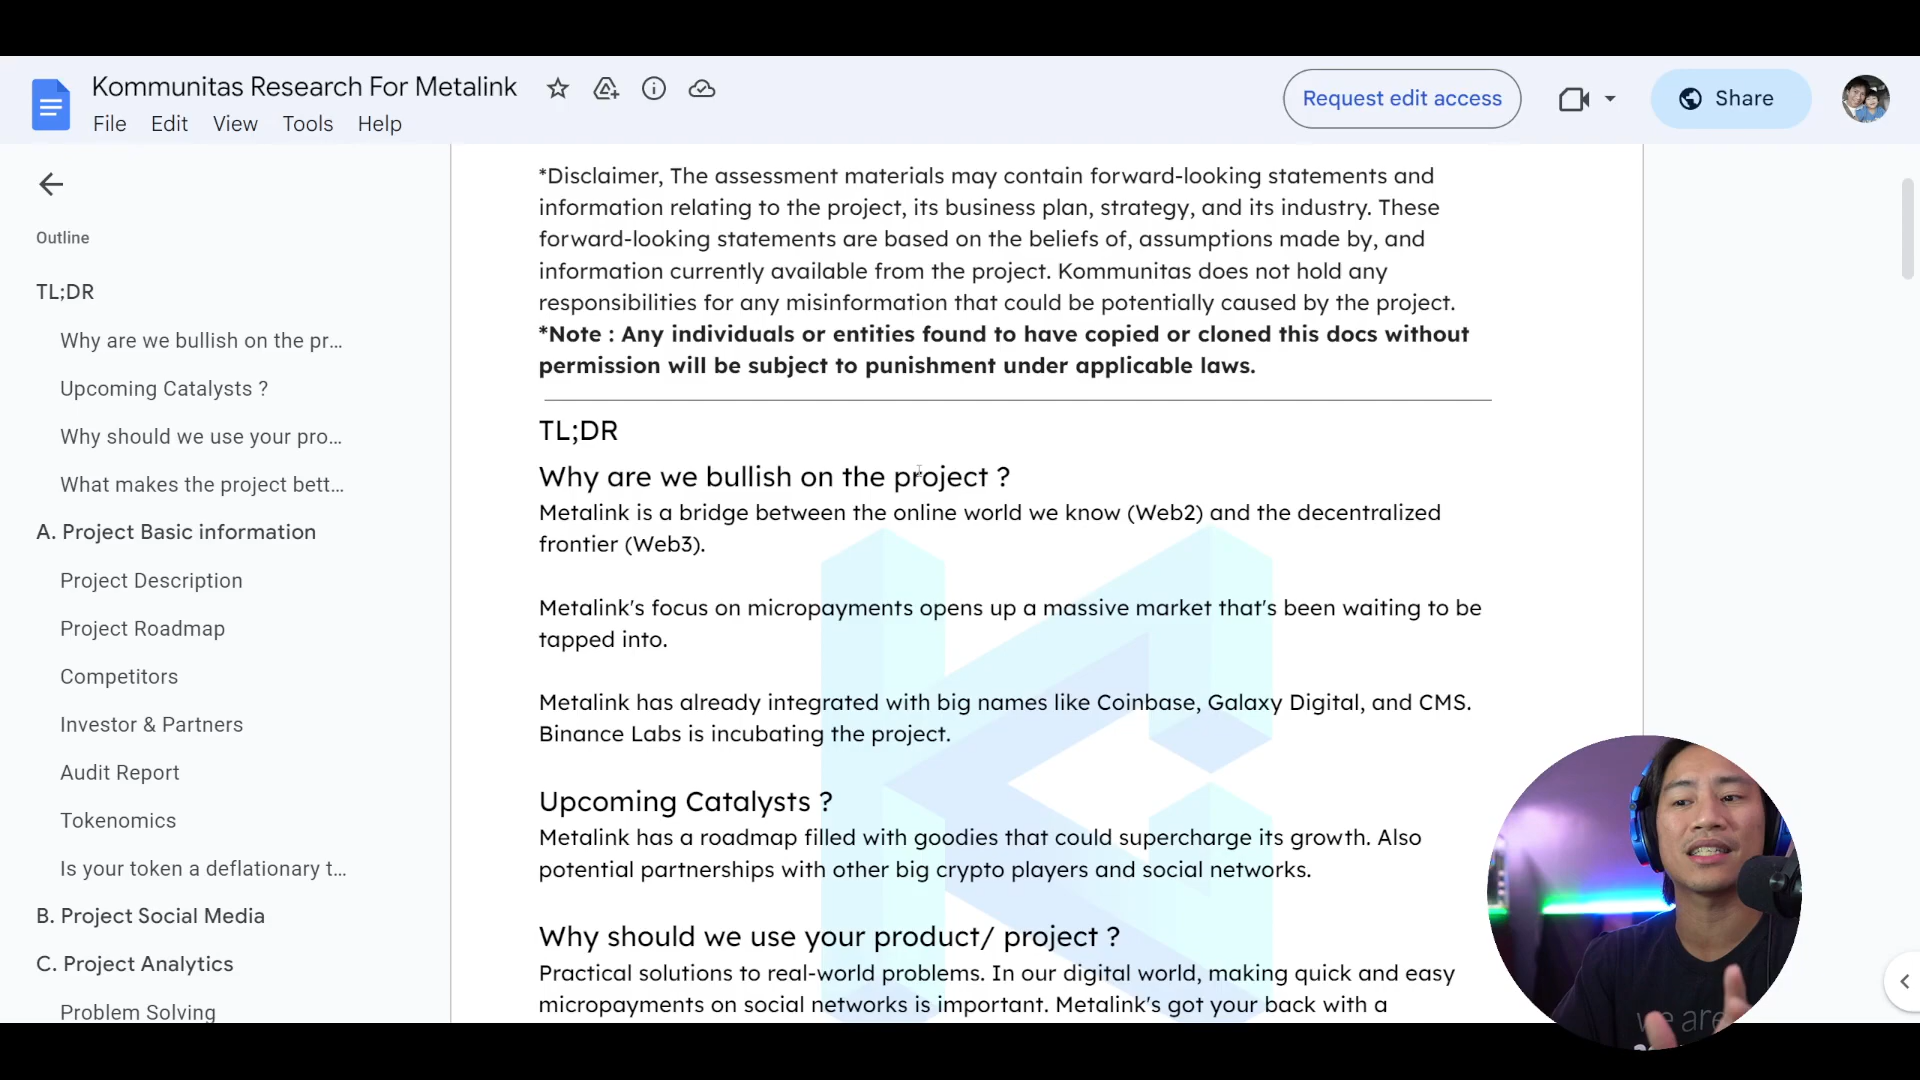 Kommunitas Research For Metalink
Request edit access
Share
File Edit View Tools Help
Outline
TL;DR
Why are we bullish on the pr...
Upcoming Catalysts ?
Why should we use your pro...
What makes the project bett...
A. Project Basic information
Project Description
Project Roadmap
Competitors
Investor & Partners
Audit Report
Tokenomics
Is your token a deflationary t...
B. Project Social Media
C. Project Analytics
Problem Solving
*Disclaimer, The assessment materials may contain forward-looking statements and
information relating to the project, its business plan, strategy, and its industry. These
forward-looking statements are based on the beliefs of, assumptions made by, and
information currently available from the project. Kommunitas does not hold any
responsibilities for any misinformation that could be potentially caused by the project.
*Note : Any individuals or entities found to have copied or cloned this docs without
permission will be subject to punishment under applicable laws.
TL;DR
Why are we bullish on the project ?
Metalink is a bridge between the online world we know (Web2) and the decentralized
frontier (Web3).
Metalink's focus on micropayments opens up a massive market that's been waiting to be
tapped into.
Metalink has already integrated with big names like Coinbase, Galaxy Digital, and CMS.
Binance Labs is incubating the project.
Upcoming Catalysts ?
Metalink has a roadmap filled with goodies that could supercharge its growth. Also
potential partnerships with other big crypto players and social networks.
Why should we use your product/ project ?
Practical solutions to real-world problems. In our digital world, making quick and easy
micropayments on social networks is important. Metalink's got your back with a
we are